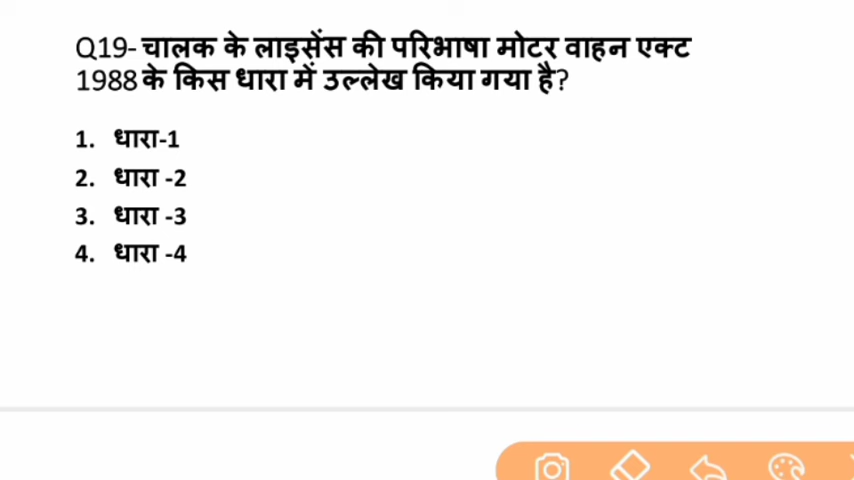 Q19- चालक के लाइसेंस की परिभाषा मोटर वाहन एक्ट
1988 के किस धारा में उल्लेख किया गया है?
1. धारा-1
2. धारा -2
3. धारा -3
4. धारा -4